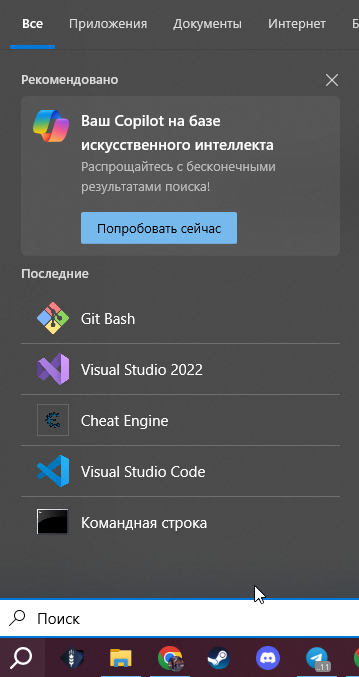 Все Приложения Документы Интернет
Рекомендовано
Ваш Copilot на базе
искусственного интеллекта
Распрощайтесь с бесконечными
результатами поиска!
Попробовать сейчас
Последние
Git Bash
Visual Studio 2022
Cheat Engine
Visual Studio Code
Командная строка
Поиск